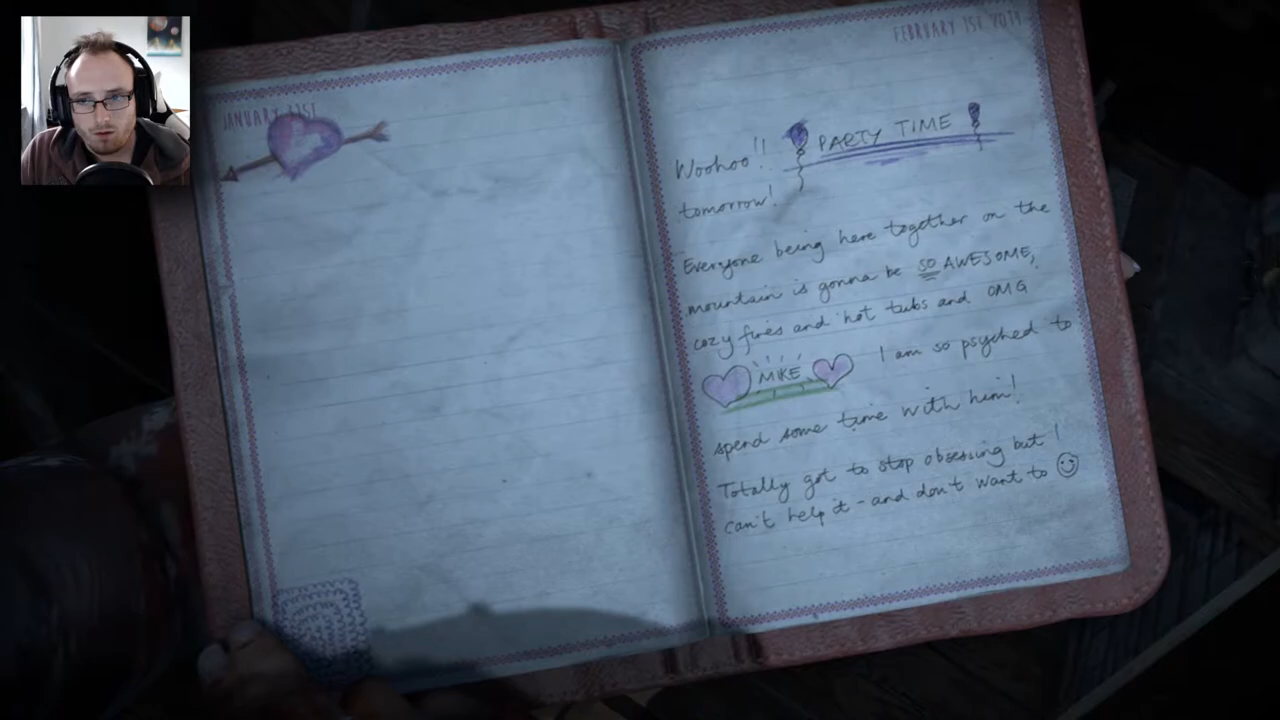 JANUARY 31ST
FEBRUARY 1ST
Woohoo!! PARTY TIME
tomorrow!
Everyone being here together on the
mountain is gonna be SO AWESOME,
cozy fires and hot tubs and OMG
MIKE I am so psyched to
spend some time with him!
Totally got to stop obsessing but I
can't help it - and don't want to